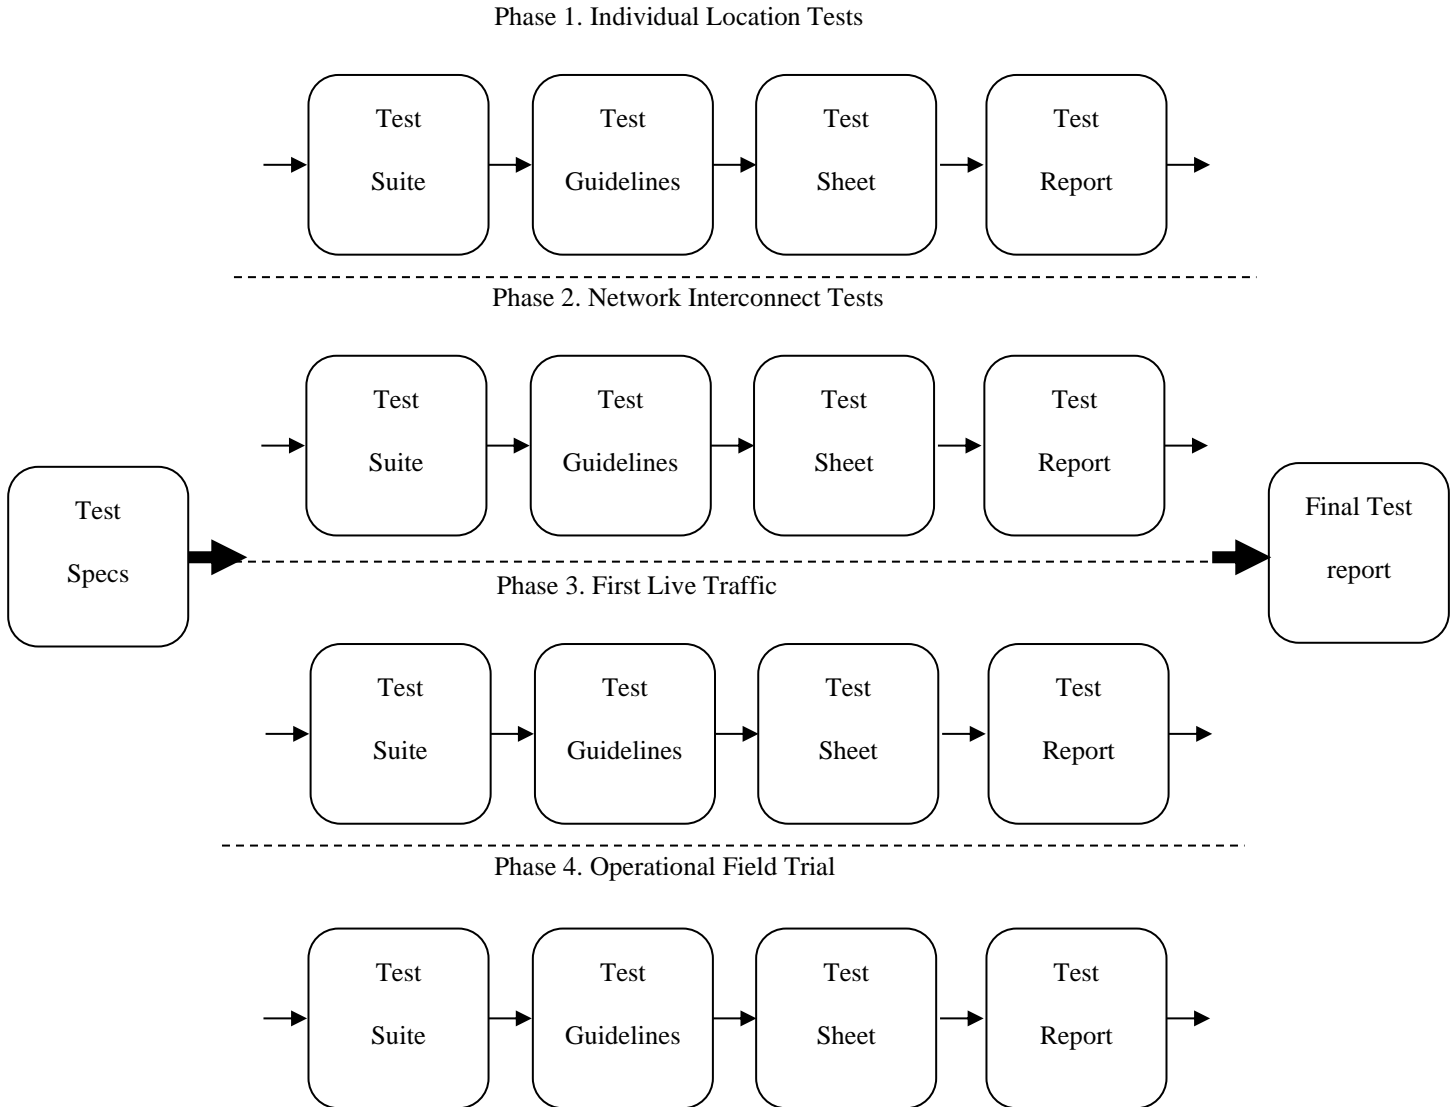 Phase 1. Individual Location Tests
Test
Suite
Test
Guidelines
Test
Sheet
Test
Report
Phase 2. Network Interconnect Tests
Test
Suite
Test
Guidelines
Test
Sheet
Test
Report
Test
Specs
Final Test
report
Phase 3. First Live Traffic
Test
Suite
Test
Guidelines
Test
Sheet
Test
Report
Phase 4. Operational Field Trial
Test
Suite
Test
Guidelines
Test
Sheet
Test
Report